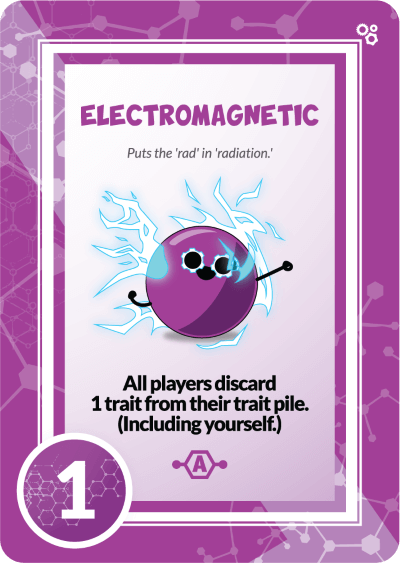 ELECTROMAGNETIC
Puts the 'rad' in 'radiation.'
All players discard
1 trait from their trait pile.
(Including yourself.)
A
1